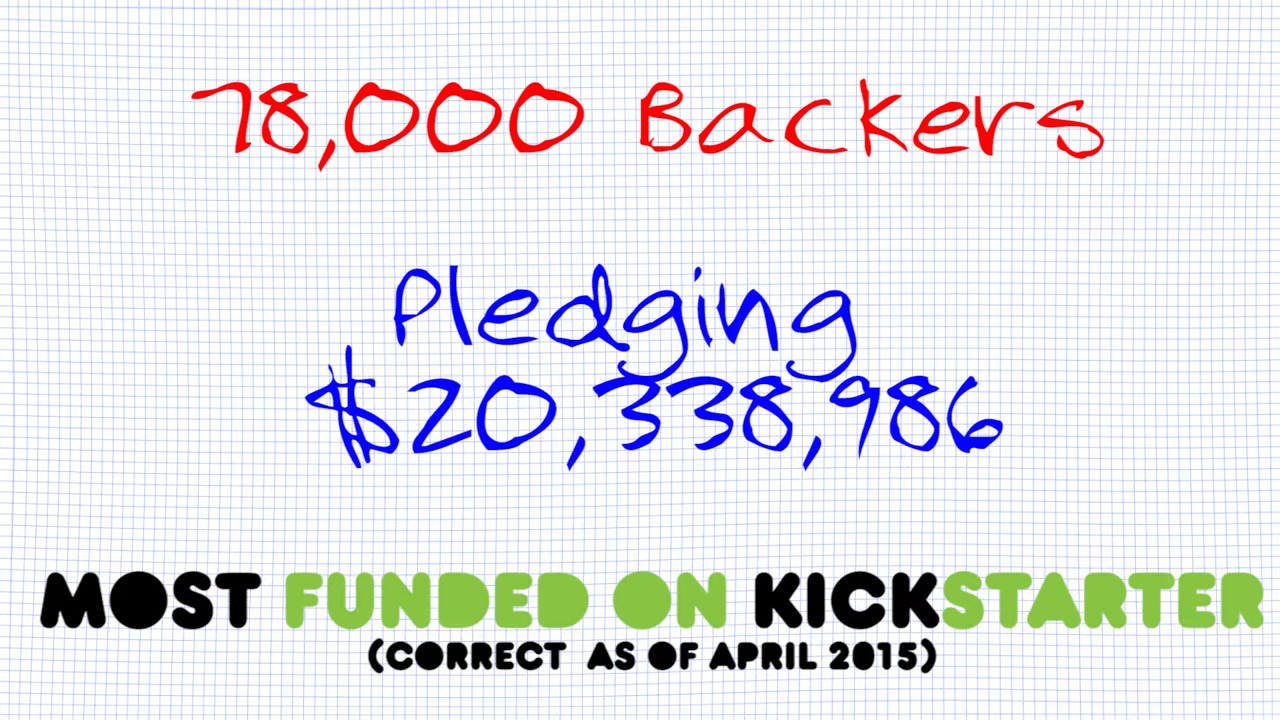 78,000 Backers
Pledging
$20,338,986
MOST FUNDED ON KICKSTARTER
(CORRECT AS OF APRIL 2015)